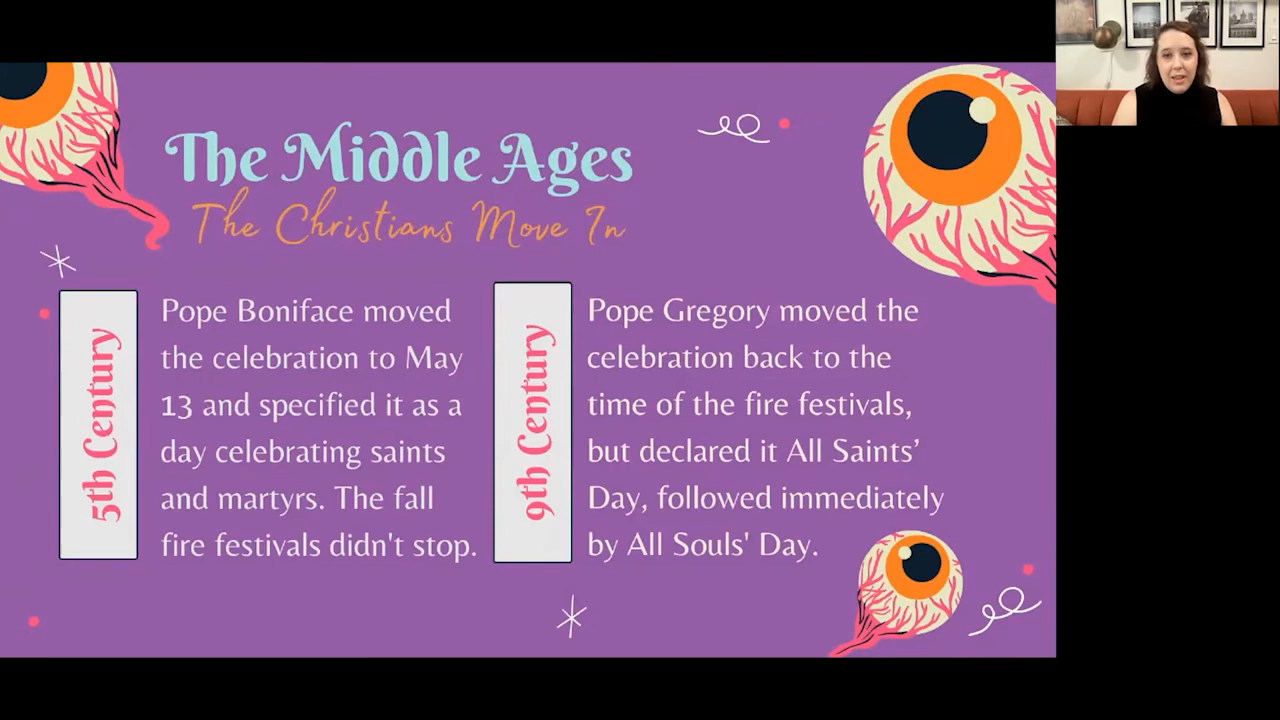 The Middle Ages
The Christians Move In
5th Century
Pope Boniface moved
the celebration to May
13 and specified it as a
day celebrating saints
and martyrs. The fall
fire festivals didn't stop.
9th Century
Pope Gregory moved the
celebration back to the
time of the fire festivals,
but declared it All Saints’
Day, followed immediately
by All Souls' Day.